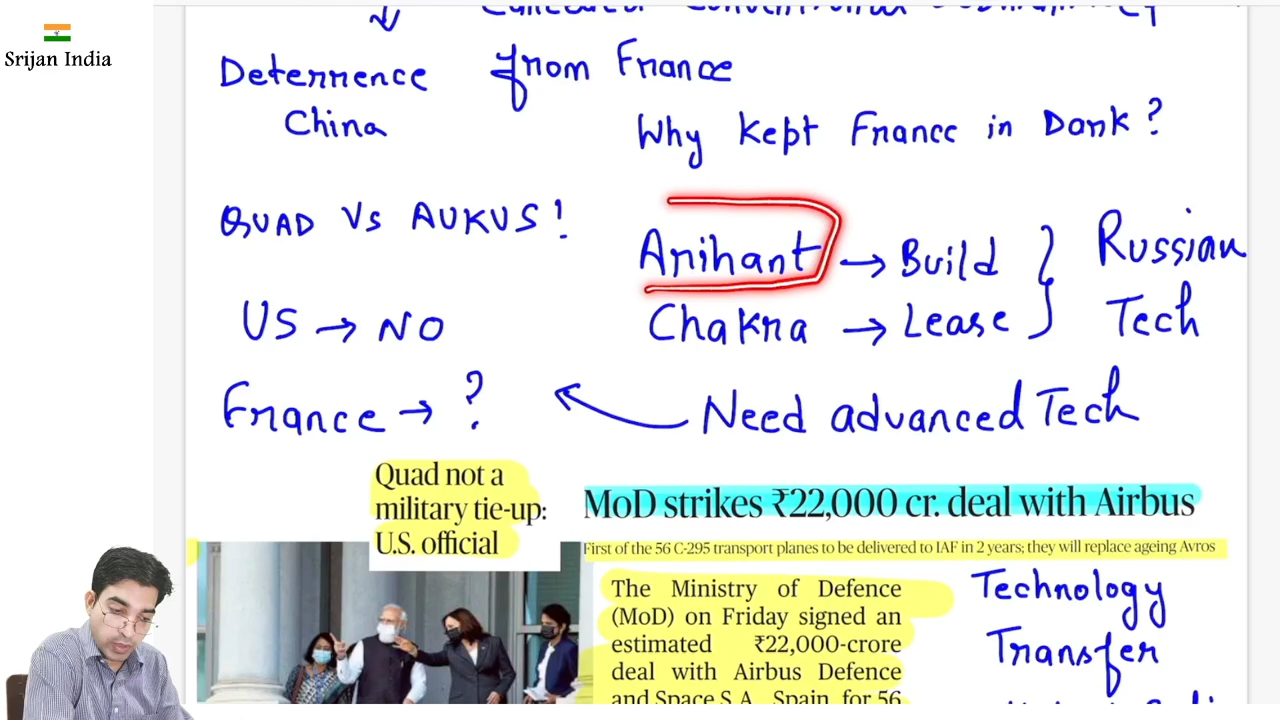 Srijan India
from France
Deterrence
China
Why Kept France in Dark?
QUAD Vs AUKUS!
Arihant → Build
Chakra → Lease
Russian
Tech
US → NO
France → ?
Need advanced Tech
Quad not a
military tie-up:
U.S. official
MoD strikes ₹22,000 cr. deal with Airbus
First of the 56 C-295 transport planes to be delivered to IAF in 2 years; they will replace ageing Avros
The Ministry of Defence
(MoD) on Friday signed an
estimated ₹22,000-crore
deal with Airbus Defence
and Space S.A., Spain, for 56
Technology
Transfer